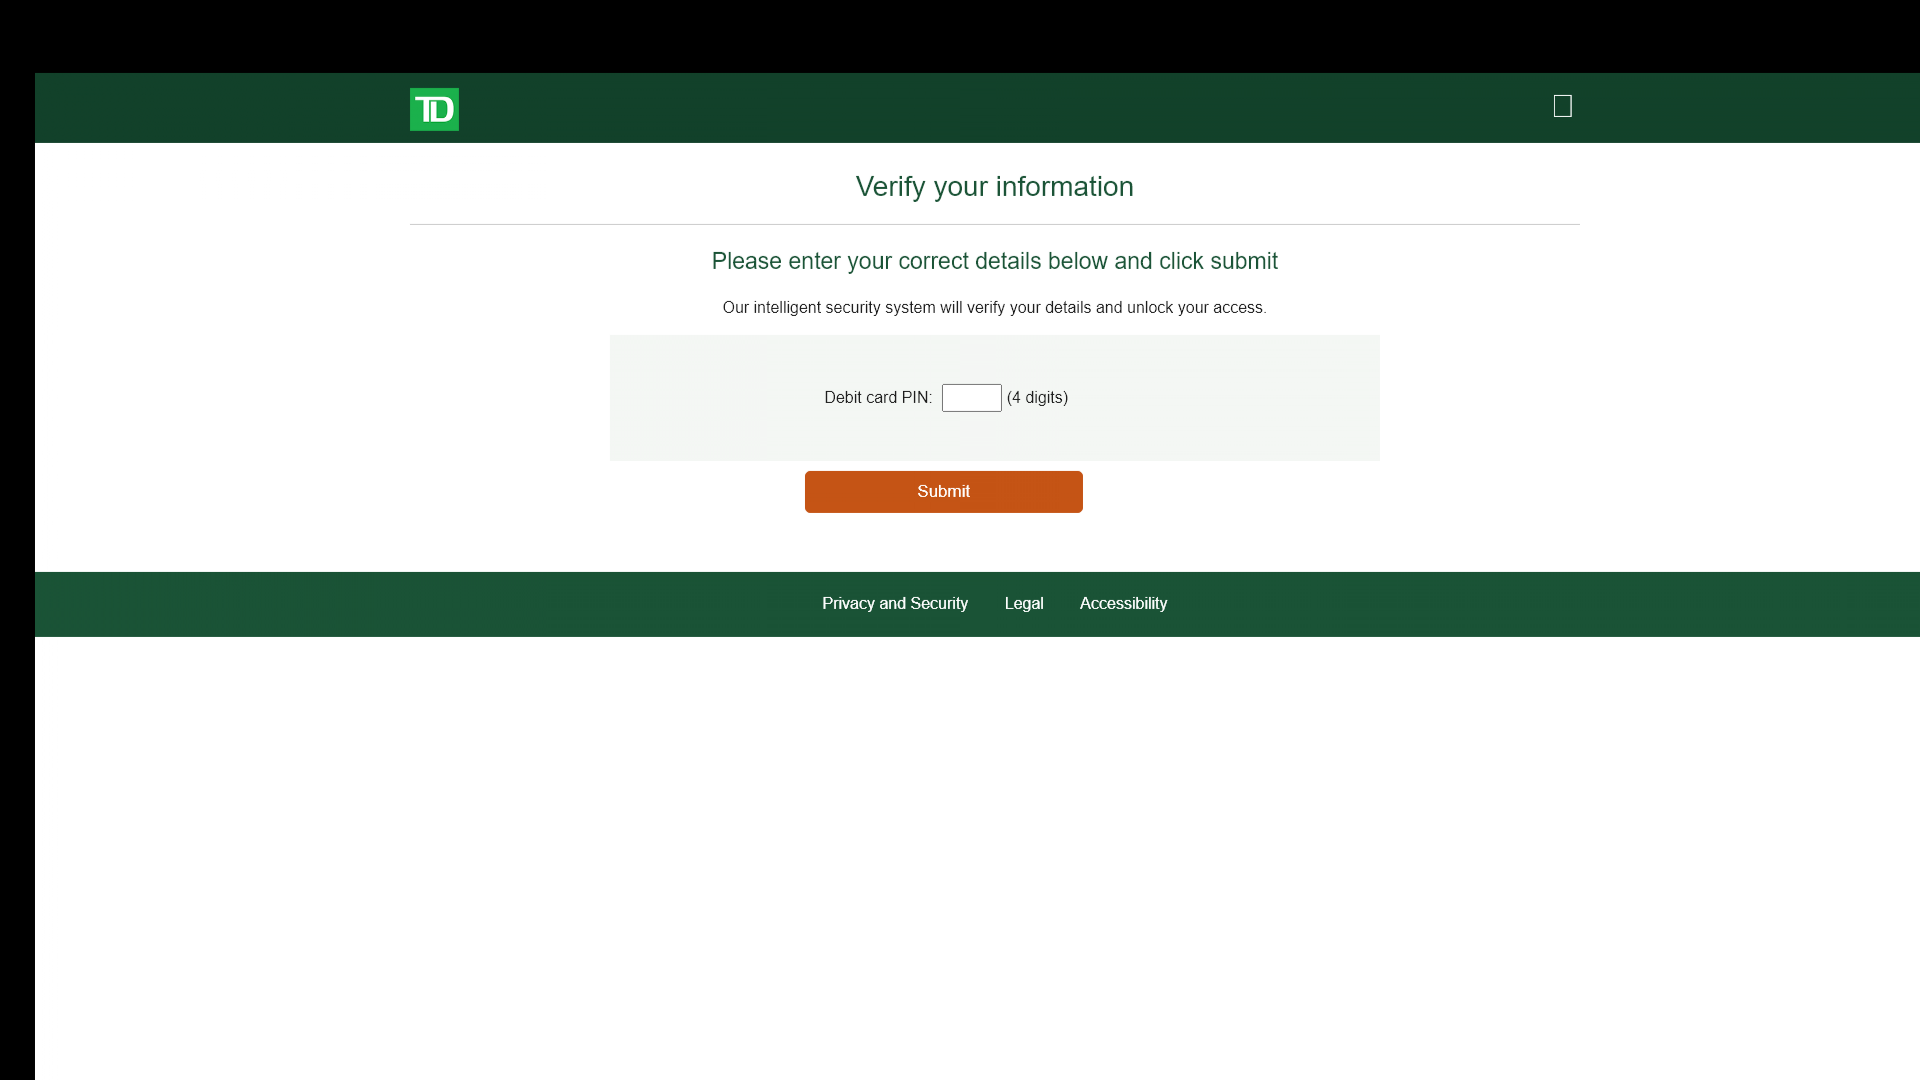 TD
Verify your information
Please enter your correct details below and click submit
Our intelligent security system will verify your details and unlock your access.
Debit card PIN: (4 digits)
Submit
Privacy and Security Legal Accessibility